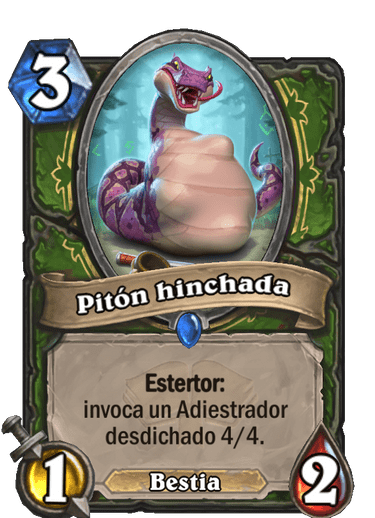 3
Pitón hinchada
Estertor:
invoca un Adiestrador
desdichado 4/4.
1
Bestia
2